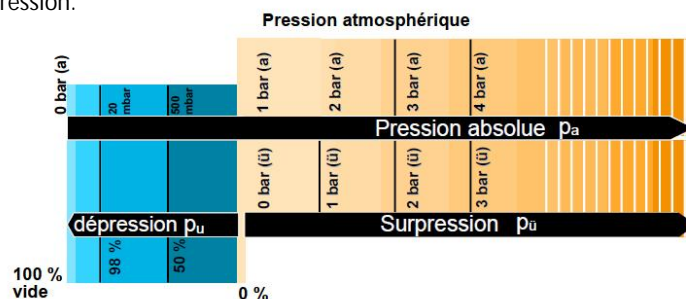 ression.
Pression atmosphérique
0 bar (a)
20 mbar
500 mbar
1 bar (a)
2 bar (a)
3 bar (a)
4 bar (a)
Pression absolue pa
0 bar (ü)
1 bar (ü)
2 bar (ü)
3 bar (ü)
dépression pu
Surpression pü
98 %
50 %
100 %
vide
0 %